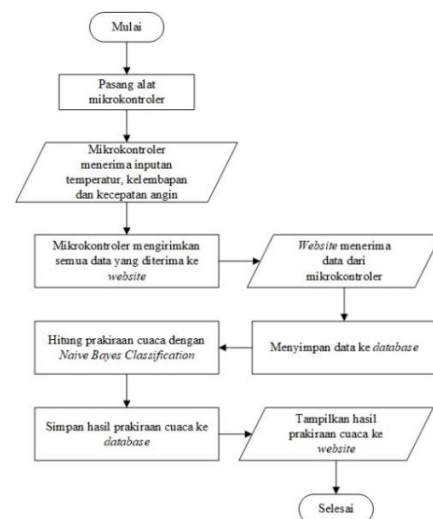 Mulai
Pasang alat
mikrokontroler
Mikrokontroler
menerima inputan
temperatur, kelembapan
dan kecepatan angin
Mikrokontroler mengirimkan
semua data yang diterima ke
website
Website menerima
data dari
mikrokontroler
Menyimpan data ke database
Hitung prakiraan cuaca dengan
Naive Bayes Classification
Simpan hasil prakiraan cuaca ke
database
Tampilkan hasil
prakiraan cuaca ke
website
Selesai